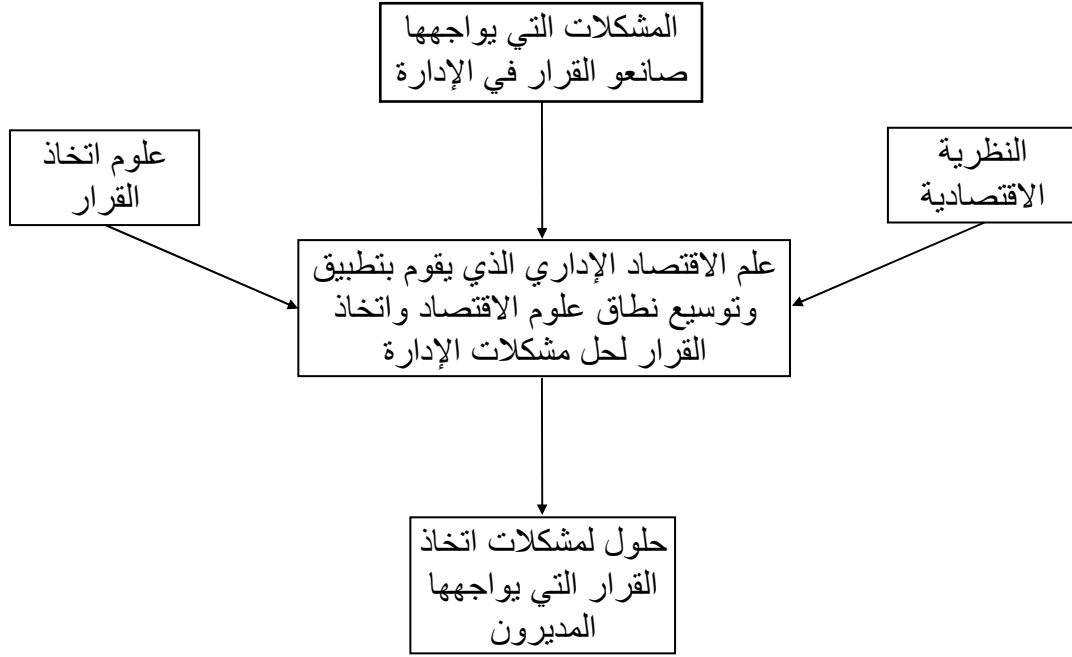 المشكلات التي يواجهها
صانعو القرار في الإدارة
النظرية
الاقتصادية
علوم اتخاذ
القرار
علم الاقتصاد الإداري الذي يقوم بتطبيق
وتوسيع نطاق علوم الاقتصاد واتخاذ
القرار لحل مشكلات الإدارة
حلول لمشكلات اتخاذ
القرار التي يواجهها
المديرون